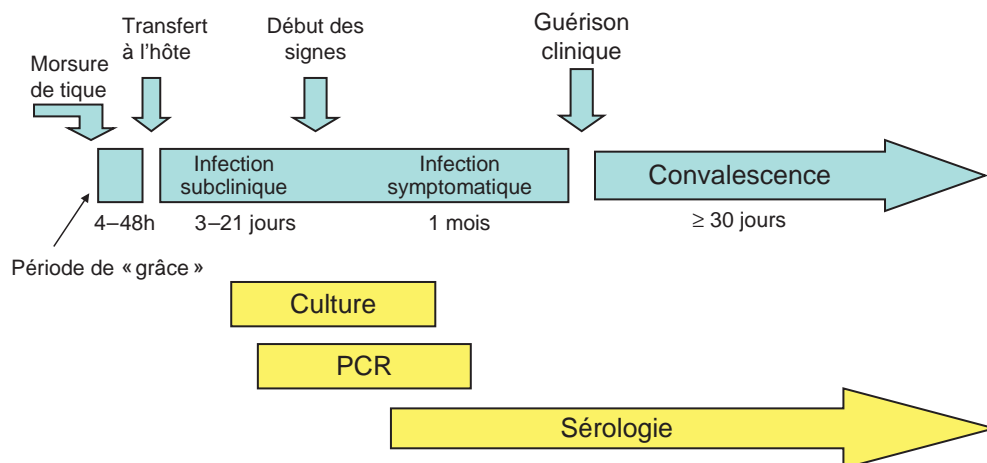 Transfert
à l’hôte
Début des
signes
Guérison
clinique
Morsure
de tique
Infection
subclinique
Infection
symptomatique
Convalescence
4–48h
3–21 jours
1 mois
≥ 30 jours
Période de « grâce »
Culture
PCR
Sérologie